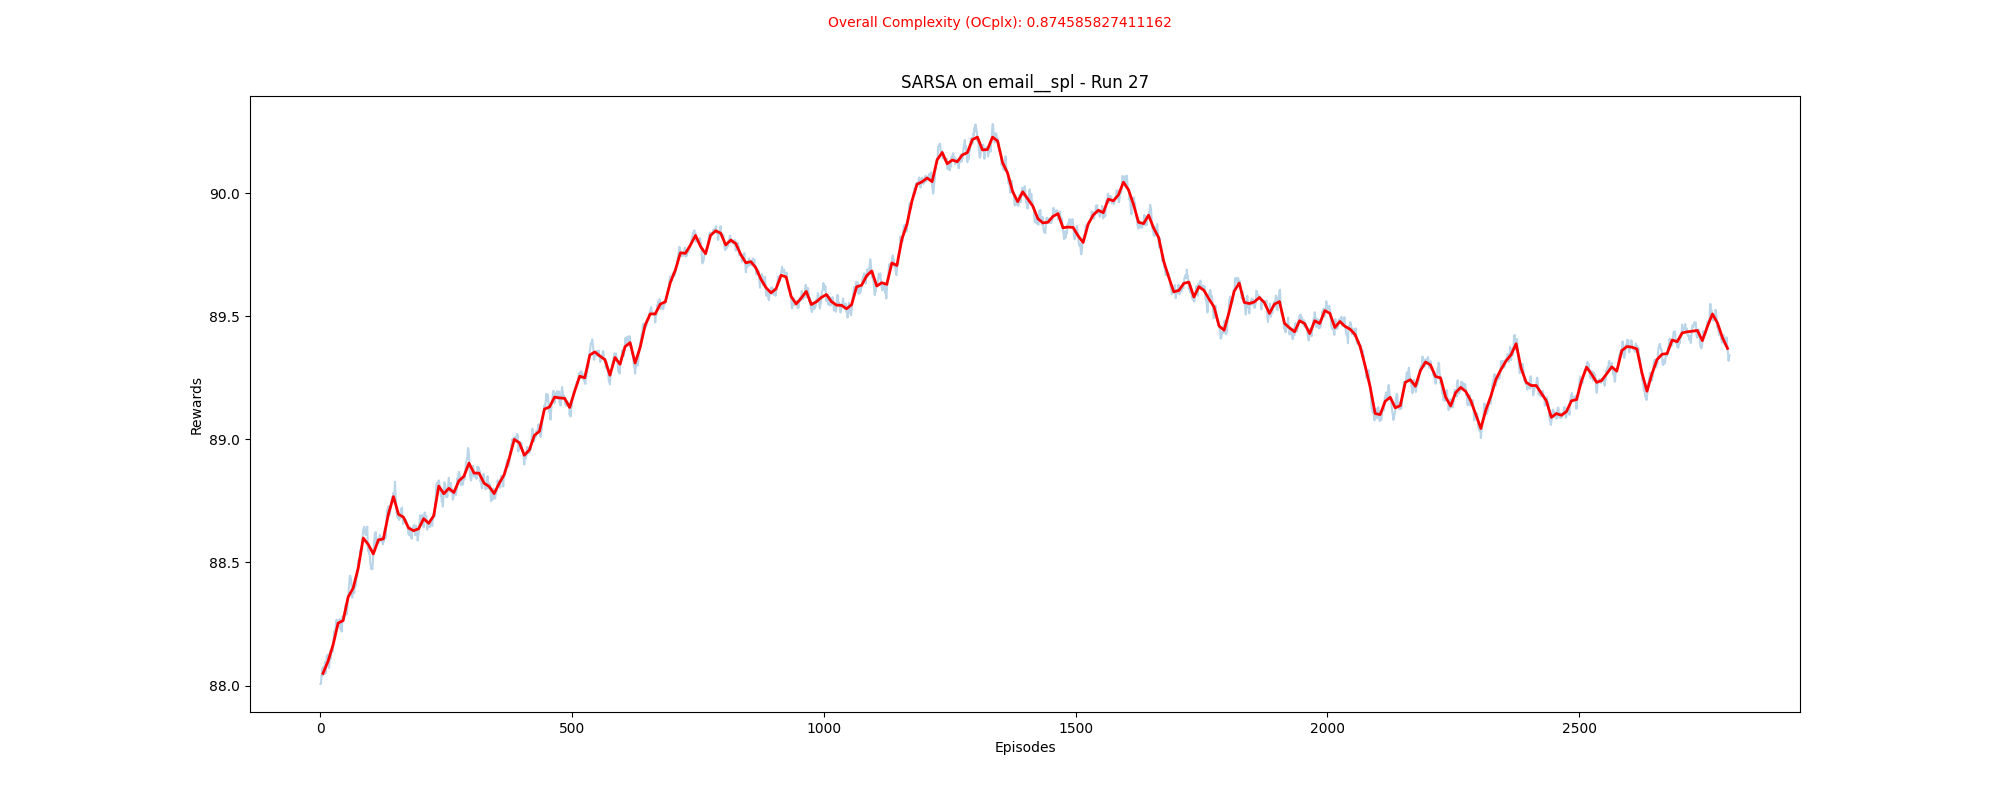 Overall Complexity (OCplx): 0.874585827411162
SARSA on email__spl - Run 27
Rewards
90.0
89.5
89.0
88.5
88.0
0 500 1000 1500 2000 2500
Episodes